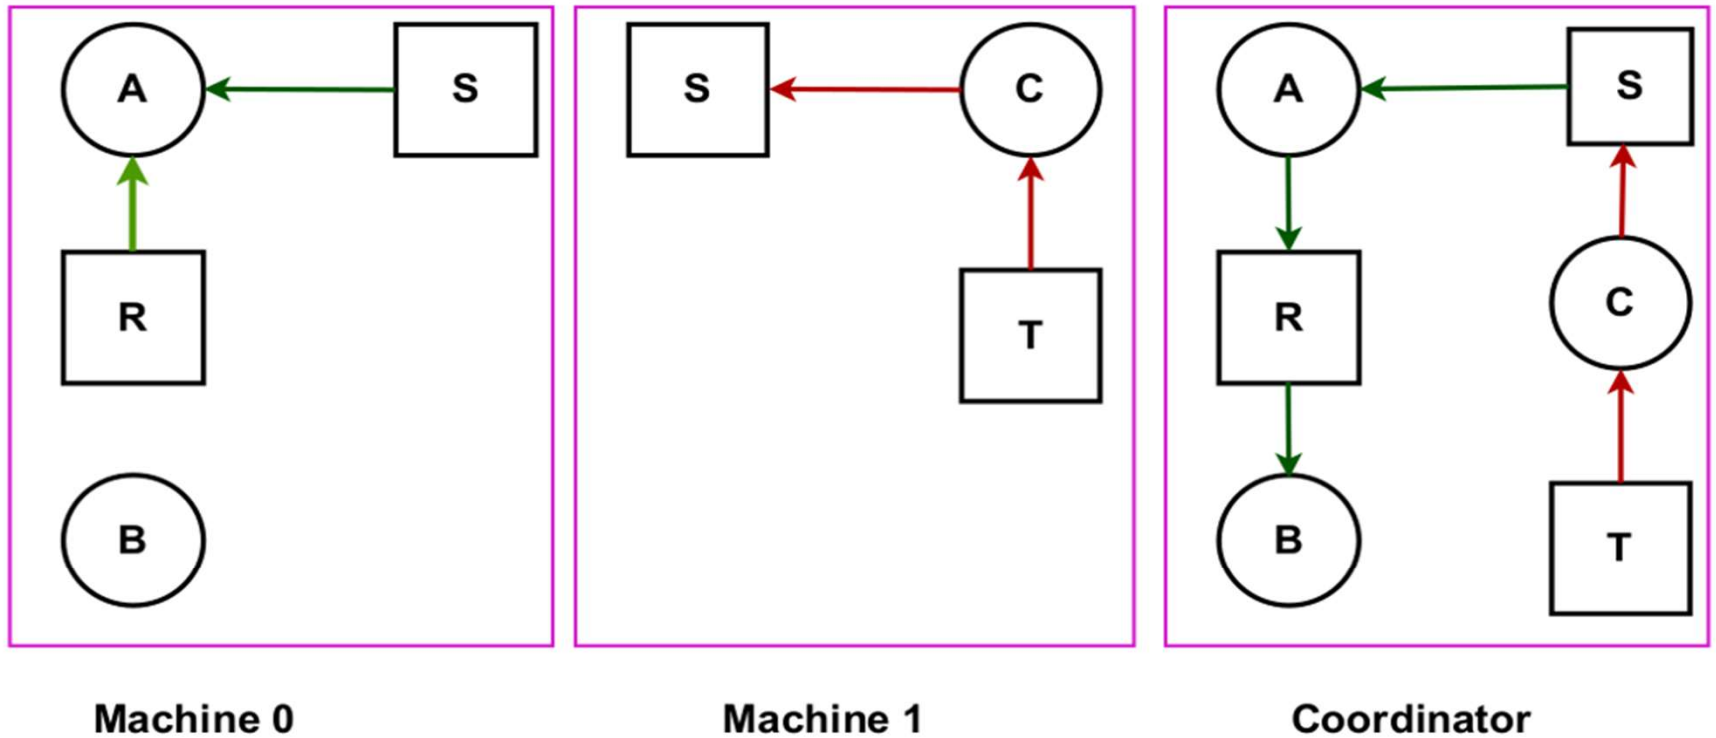 A S S C A S
R T R C
B B T
Machine 0 Machine 1 Coordinator